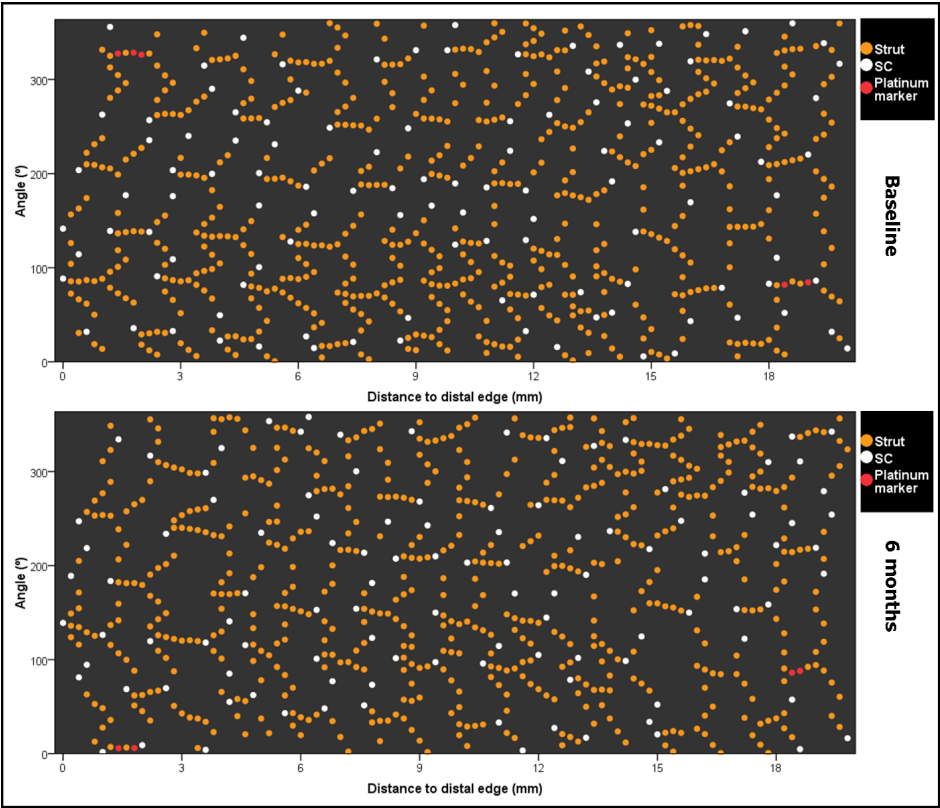 300
200
100
0
Angle (º)
0 3 6 9 12 15 18
Distance to distal edge (mm)
Strut
SC
Platinum
marker
Baseline
300
200
100
0
Angle (º)
0 3 6 9 12 15 18
Distance to distal edge (mm)
Strut
SC
Platinum
marker
6 months